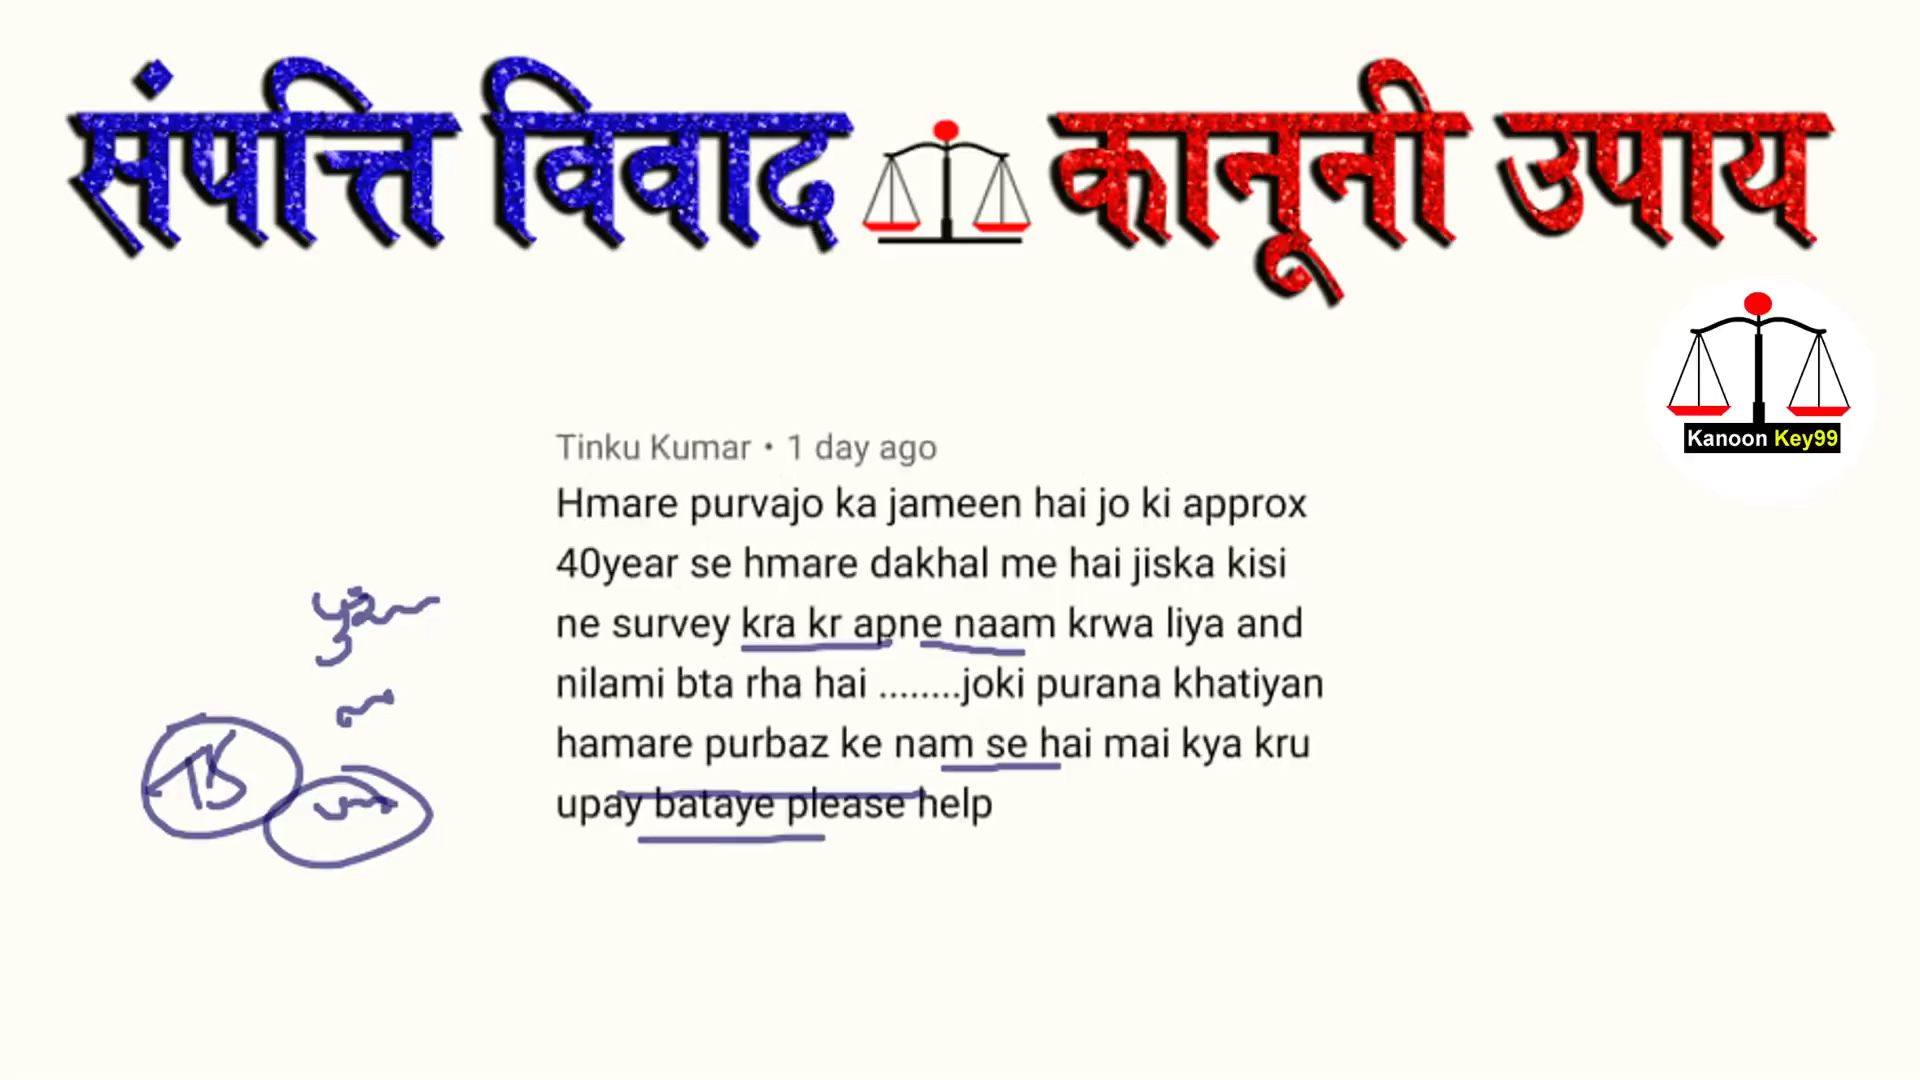 संपत्ति विवाद कानूनी उपाय
Kanoon Key99
Tinku Kumar • 1 day ago
Hmare purvajo ka jameen hai jo ki approx
40year se hmare dakhal me hai jiska kisi
ne survey kra kr apne naam krwa liya and
nilami bta rha hai ........joki purana khatiyan
hamare purbaz ke nam se hai mai kya kru
upay bataye please help
TS